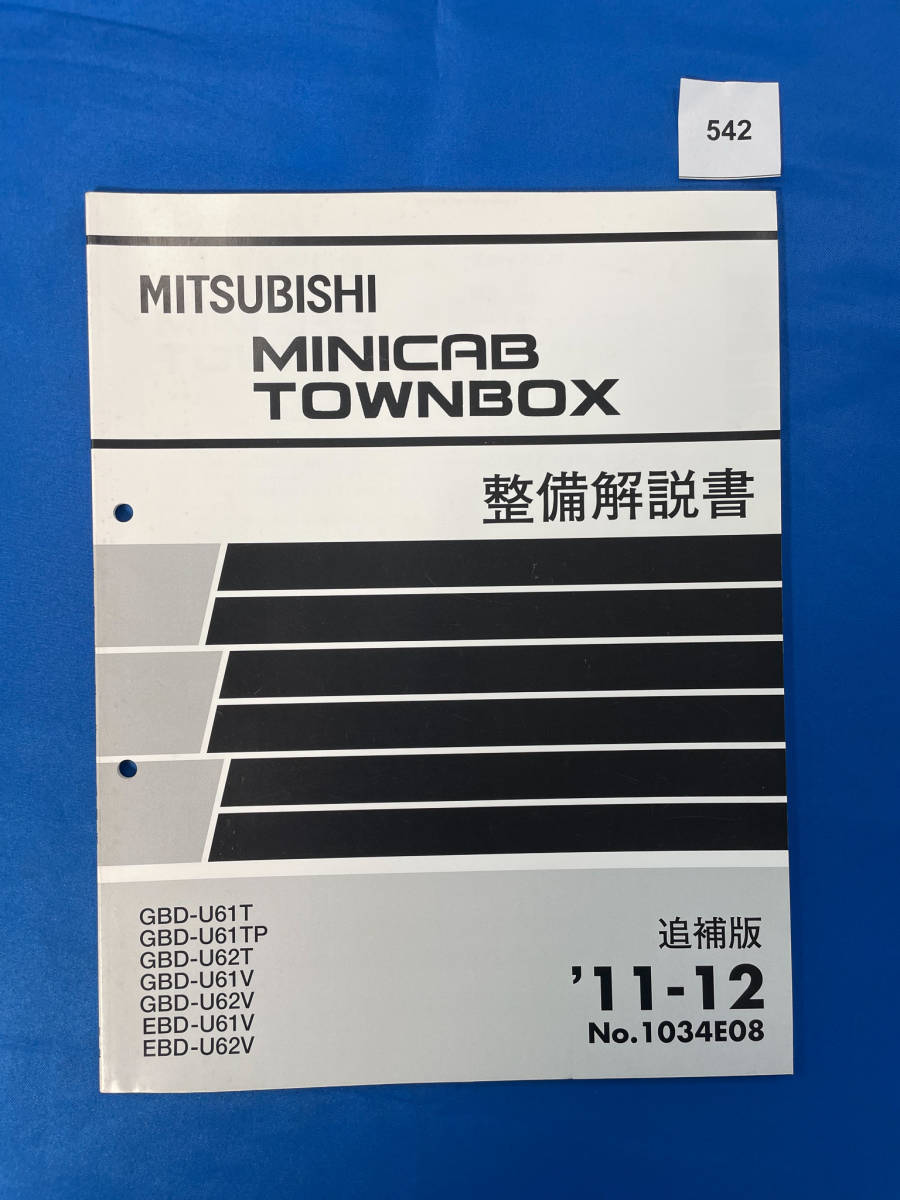 542
MITSUBISHI
MINICAB
TOWNBOX
整備解説書
GBD-U61T
GBD-U61TP
GBD-U62T
GBD-U61V
GBD-U62V
EBD-U61V
EBD-U62V
追補版
'11-12
No.1034E08